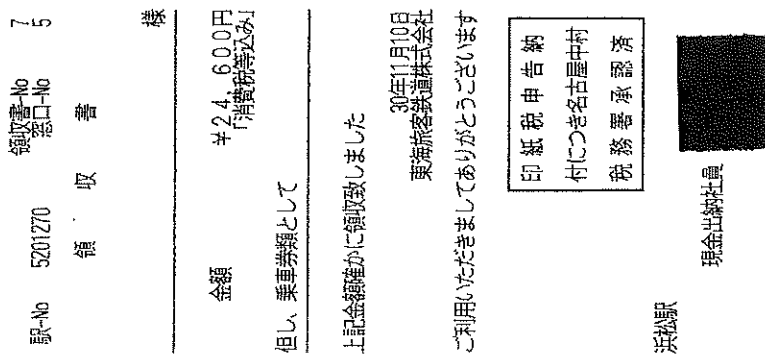 駅-No 5201270 領収書-No 7
窓口-No 5
領収書
様
金額 ¥24,600円
「消費税等込み」
但し、乗車券類として
上記金額確かに領収致しました
30年11月10日
東海旅客鉄道株式会社
ご利用いただきましてありがとうございます
印紙税申告納
付につき名古屋中村
税務署承認済
浜松駅 現金出納社員